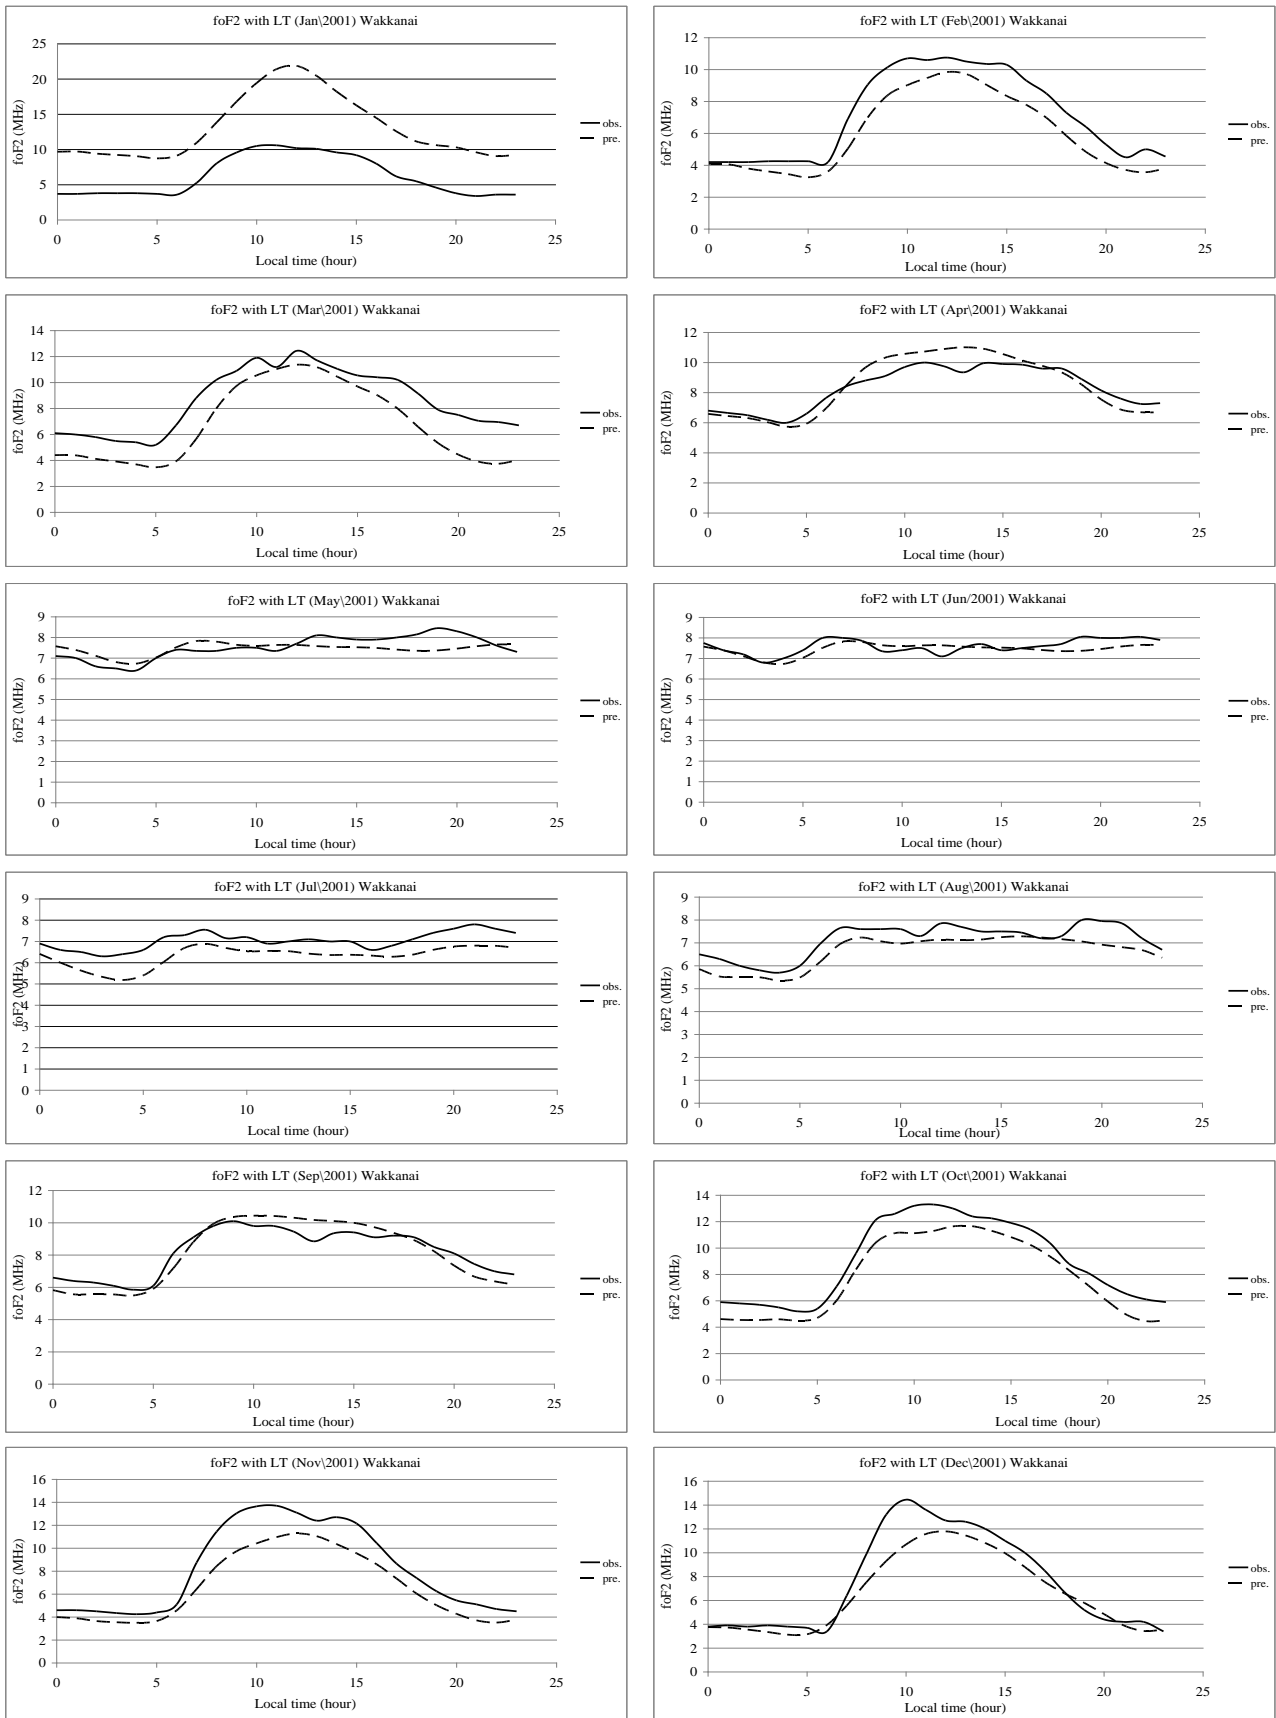 foF2 with LT (Jan\2001) Wakkanai
25
20
15
10
5
0
foF2 (MHz)
0 5 10 15 20 25
Local time (hour)
obs.
pre.
foF2 with LT (Feb\2001) Wakkanai
12
10
8
6
4
2
0
foF2 (MHz)
0 5 10 15 20 25
Local time (hour)
obs.
pre.
foF2 with LT (Mar\2001) Wakkanai
14
12
10
8
6
4
2
0
foF2 (MHz)
0 5 10 15 20 25
Local time (hour)
obs.
pre.
foF2 with LT (Apr\2001) Wakkanai
12
10
8
6
4
2
0
foF2 (MHz)
0 5 10 15 20 25
Local time (hour)
obs.
pre.
foF2 with LT (May\2001) Wakkanai
9
8
7
6
5
4
3
2
1
0
foF2 (MHz)
0 5 10 15 20 25
Local time (hour)
obs.
pre.
foF2 with LT (Jun/2001) Wakkanai
9
8
7
6
5
4
3
2
1
0
foF2 (MHz)
0 5 10 15 20 25
Local time (hour)
obs.
pre.
foF2 with LT (Jul\2001) Wakkanai
9
8
7
6
5
4
3
2
1
0
foF2 (MHz)
0 5 10 15 20 25
Local time (hour)
obs.
pre.
foF2 with LT (Aug\2001) Wakkanai
9
8
7
6
5
4
3
2
1
0
foF2 (MHz)
0 5 10 15 20 25
Local time (hour)
obs.
pre.
foF2 with LT (Sep\2001) Wakkanai
12
10
8
6
4
2
0
foF2 (MHz)
0 5 10 15 20 25
Local time (hour)
obs.
pre.
foF2 with LT (Oct\2001) Wakkanai
14
12
10
8
6
4
2
0
foF2 (MHz)
0 5 10 15 20 25
Local time (hour)
obs.
pre.
foF2 with LT (Nov\2001) Wakkanai
16
14
12
10
8
6
4
2
0
foF2 (MHz)
0 5 10 15 20 25
Local time (hour)
obs.
pre.
foF2 with LT (Dec\2001) Wakkanai
16
14
12
10
8
6
4
2
0
foF2 (MHz)
0 5 10 15 20 25
Local time (hour)
obs.
pre.